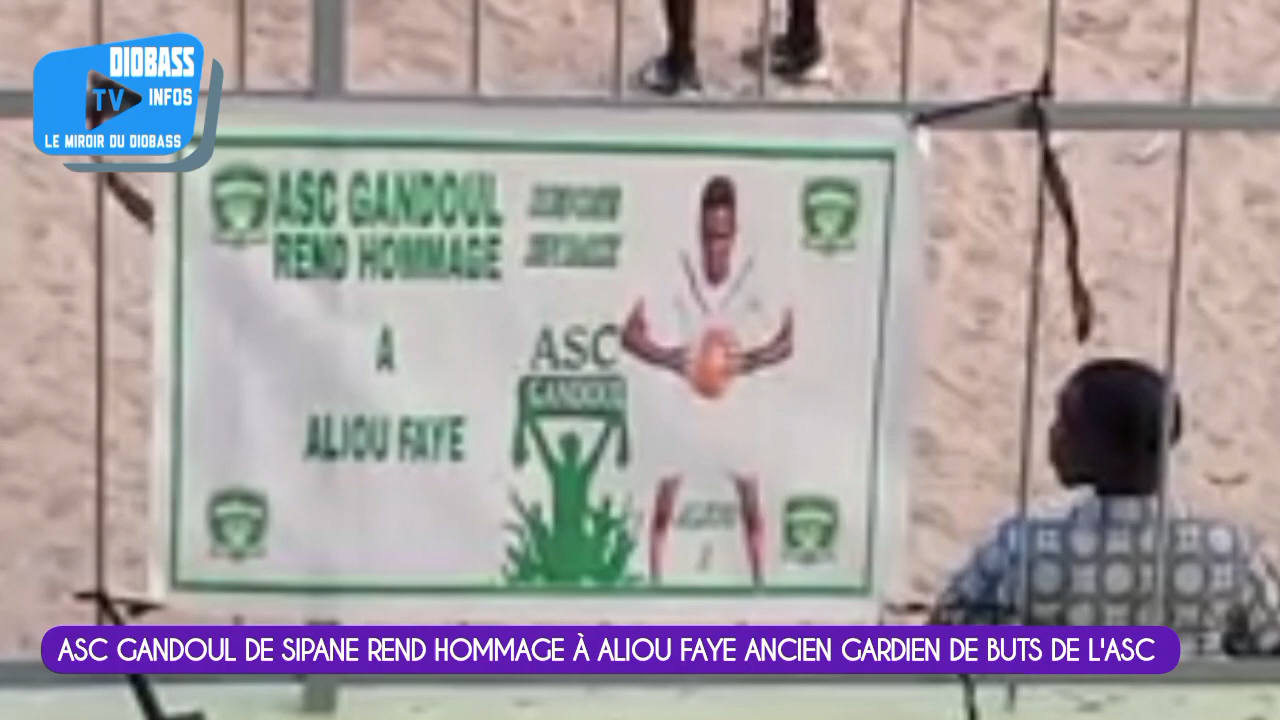 DIOBASS
TV INFOS
LE MIROIR DU DIOBASS
ASC GANDOUL
REND HOMMAGE
A
ALIOU FAYE
ASC
GANDOUL
ASC GANDOUL DE SIPANE REND HOMMAGE À ALIOU FAYE ANCIEN GARDIEN DE BUTS DE L'ASC